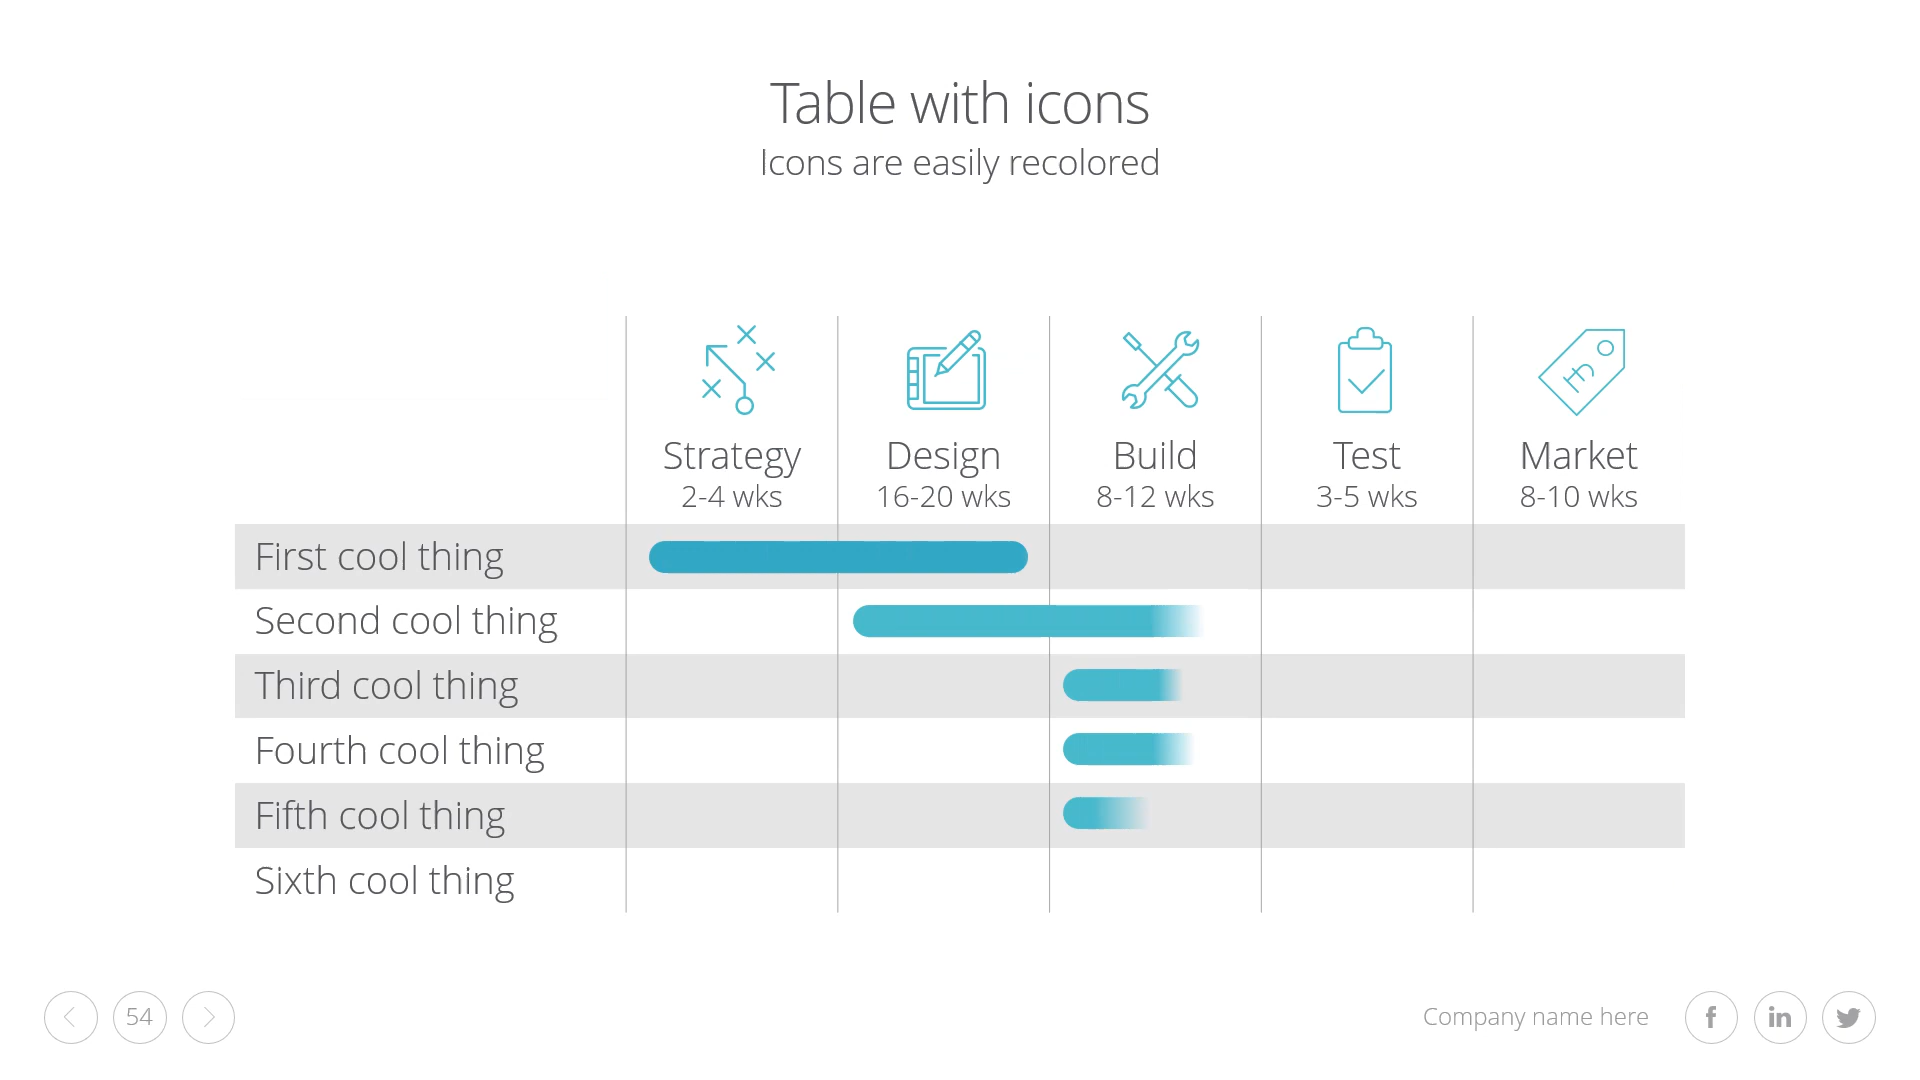 Table with icons
Icons are easily recolored
Strategy
2-4 wks
Design
16-20 wks
Build
8-12 wks
Test
3-5 wks
Market
8-10 wks
First cool thing
Second cool thing
Third cool thing
Fourth cool thing
Fifth cool thing
Sixth cool thing
54
Company name here